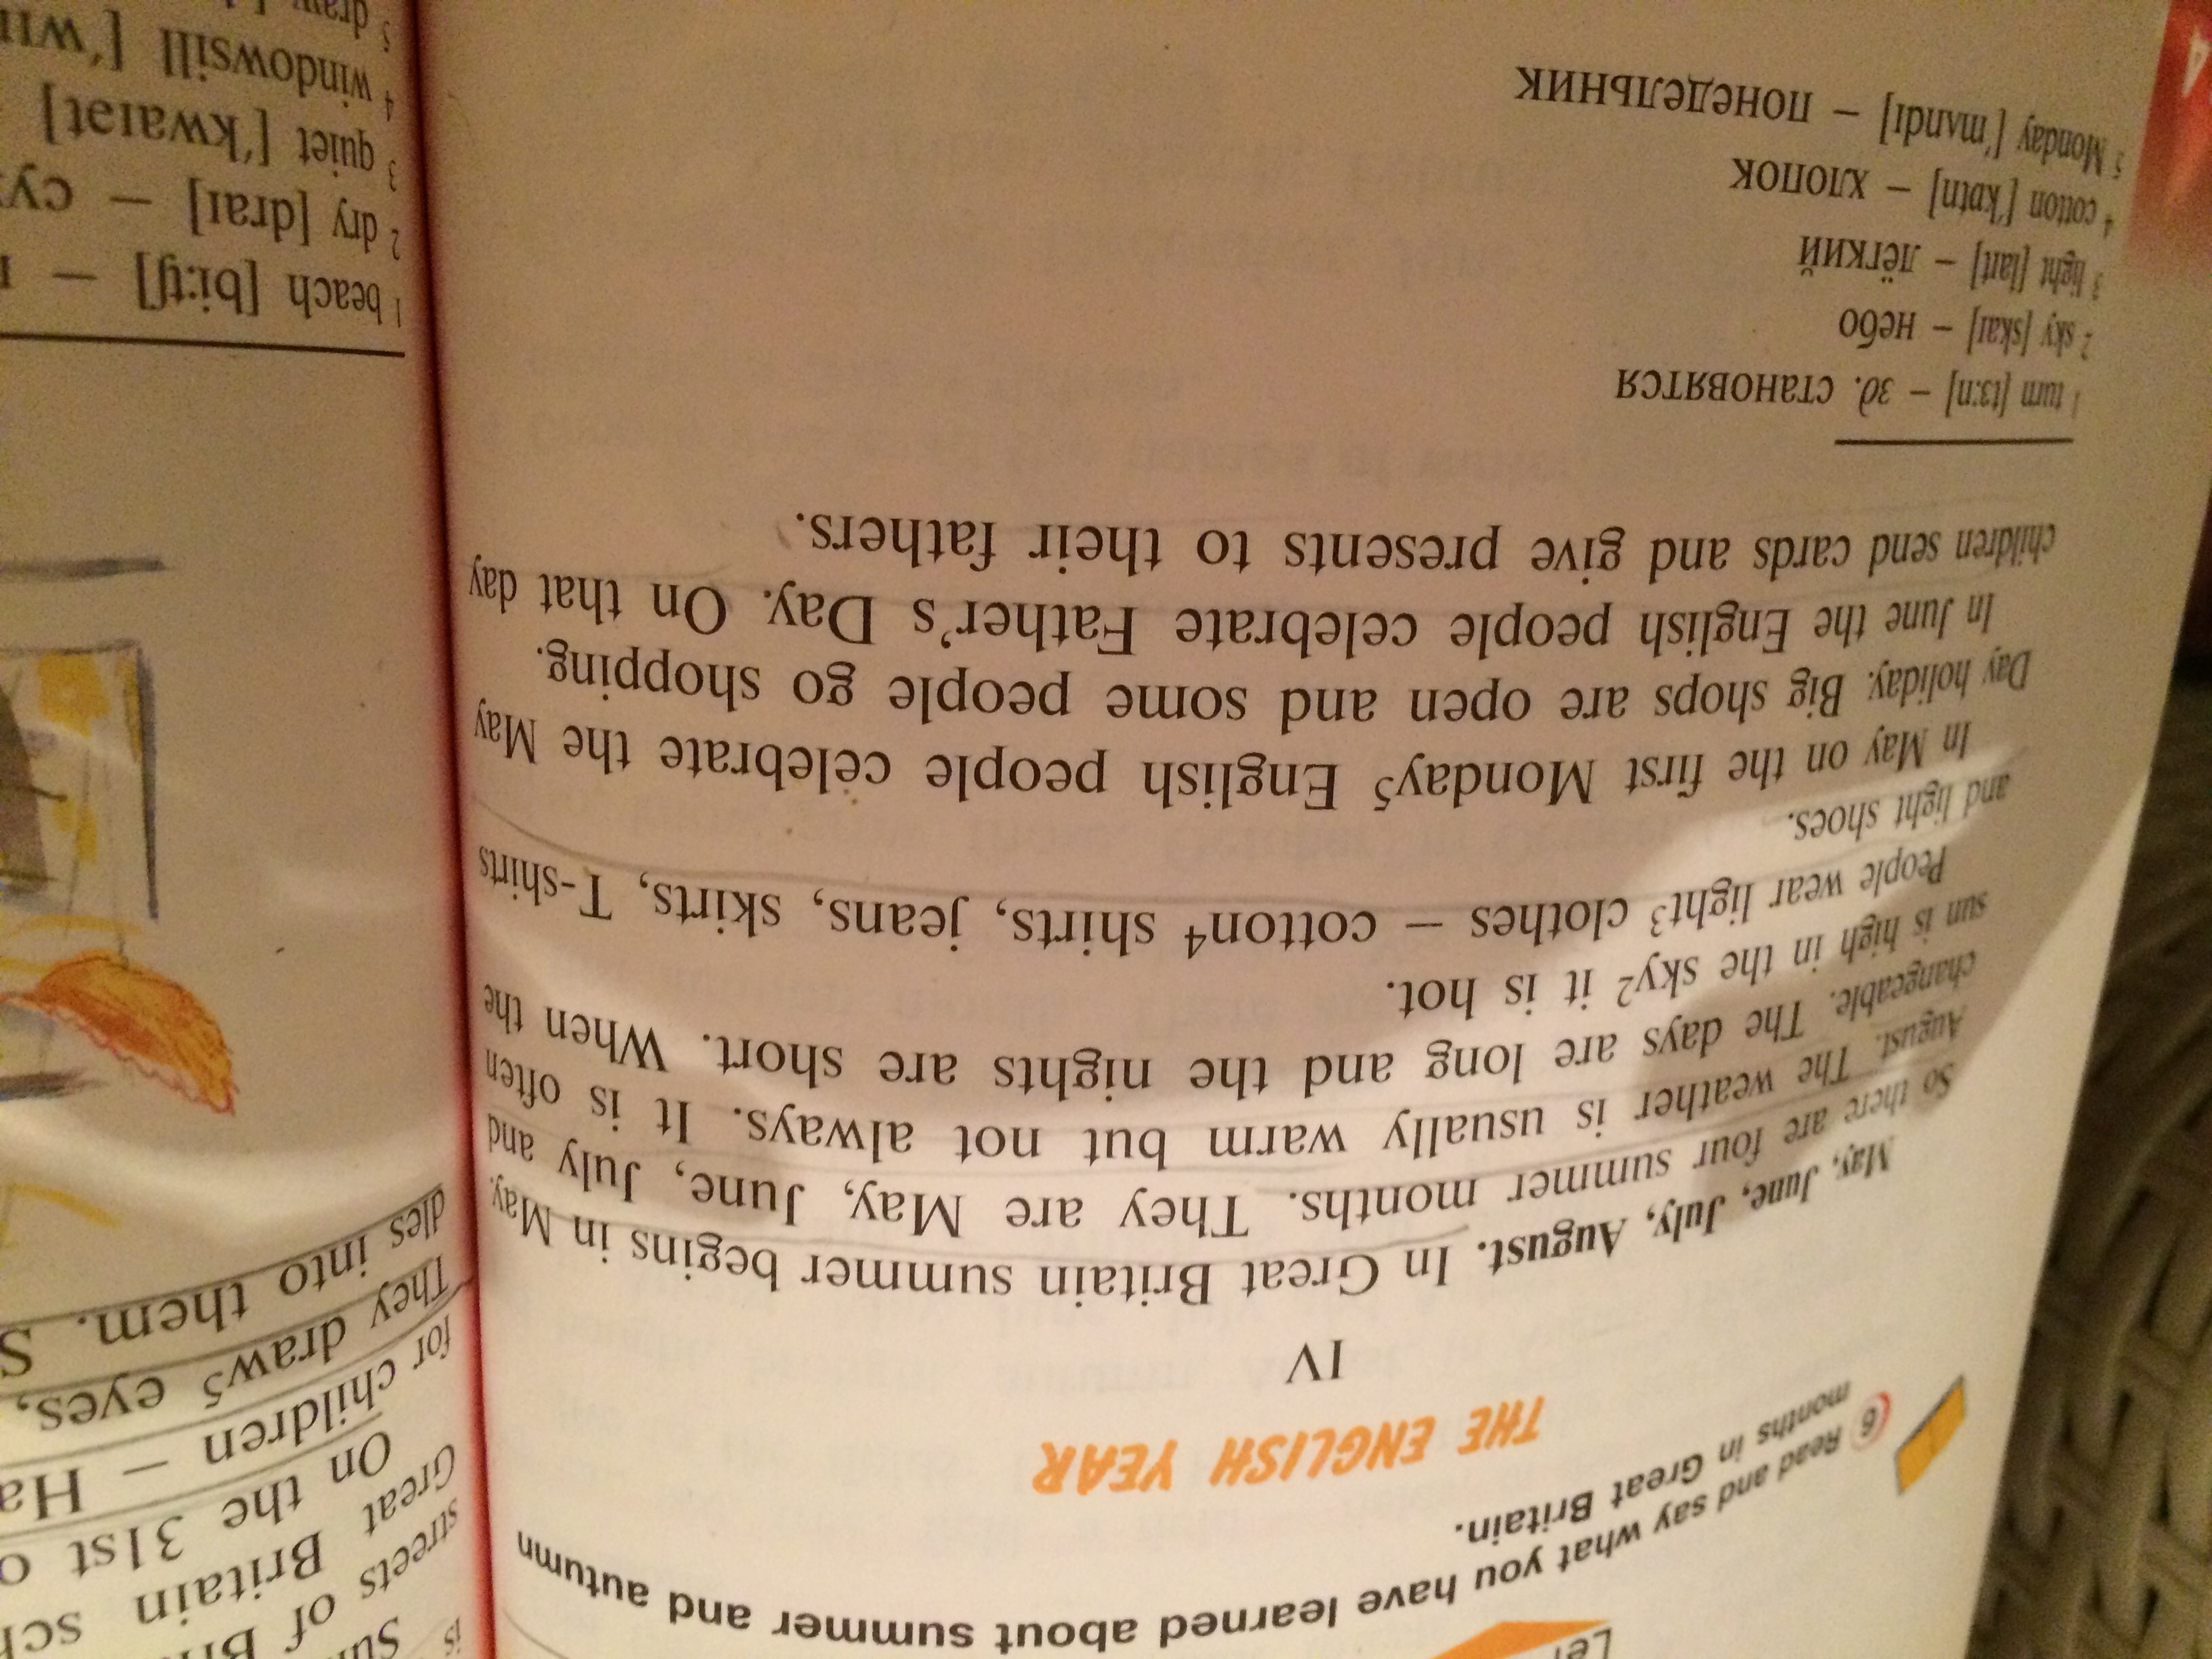 Le
6 Read and say what you have learned about summer and autumn
months in Great Britain.
THE ENGLISH YEAR
IV
May, June, July, August. In Great Britain summer begins in May.
So there are four summer months. They are May, June, July and
August. The weather is usually warm but not always. It is often
changeable. The days are long and the nights are short. When the
sun is high in the sky² it is hot.
People wear light³ clothes – cotton⁴ shirts, jeans, skirts, T-shirts
and light shoes.
In May on the first Monday⁵ English people celebrate the May
Day holiday. Big shops are open and some people go shopping.
In June the English people celebrate Father's Day. On that day
children send cards and give presents to their fathers.
1 turn [tɜ:n] – зд. становятся
2 sky [skaɪ] – небо
3 light [laɪt] – лёгкий
4 cotton ['kɒtn] – хлопок
5 Monday ['mʌndɪ] – понедельник
4
is
streets of
Great Britain
On the 31st
for children – Ha
They draw⁵ eyes,
dles into them. S
1 beach [bi:tʃ] –
2 dry [draɪ] –
3 quiet ['kwaɪət]
4 windowsill
5 draw